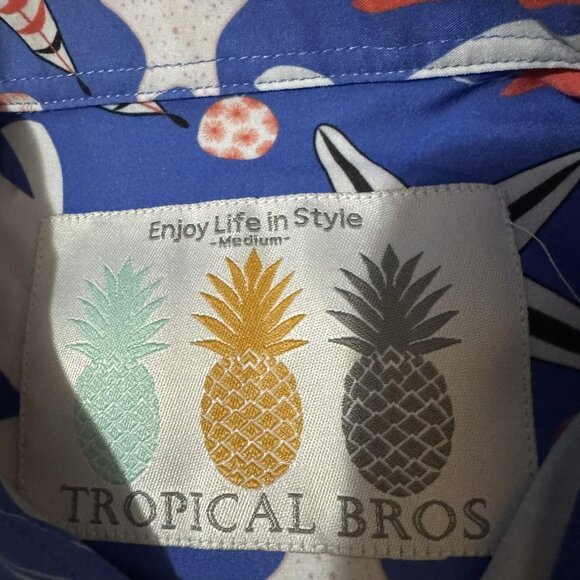 Enjoy Life in Style
-Medium-
TROPICAL BROS